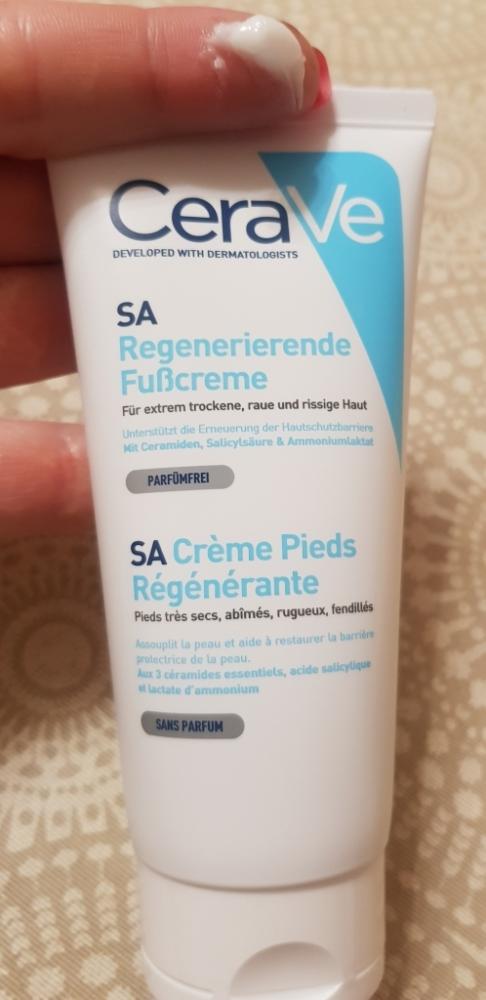 CeraVe
DEVELOPED WITH DERMATOLOGISTS
SA
Regenerierende
Fußcreme
Für extrem trockene, raue und rissige Haut
Unterstützt die Erneuerung der Hautschutzbarriere
Mit Ceramiden, Salicylsäure & Ammoniumlaktat
PARFÜMFREI
SA Crème Pieds
Régénérante
Pieds très secs, abîmés, rugueux, fendillés
Assouplit la peau et aide à restaurer la barrière
protectrice de la peau.
Aux 3 céramides essentiels, acide salicylique
et lactate d'ammonium
SANS PARFUM